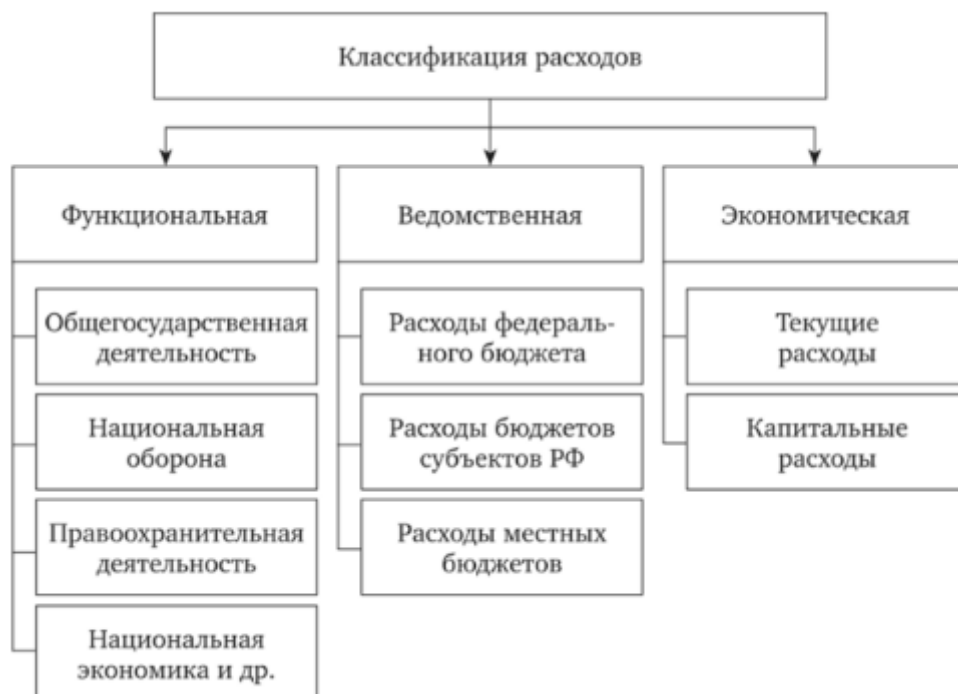 Классификация расходов
Функциональная
Общегосударственная
деятельность
Национальная
оборона
Правоохранительная
деятельность
Национальная
экономика и др.
Ведомственная
Расходы федераль-
ного бюджета
Расходы бюджетов
субъектов РФ
Расходы местных
бюджетов
Экономическая
Текущие
расходы
Капитальные
расходы